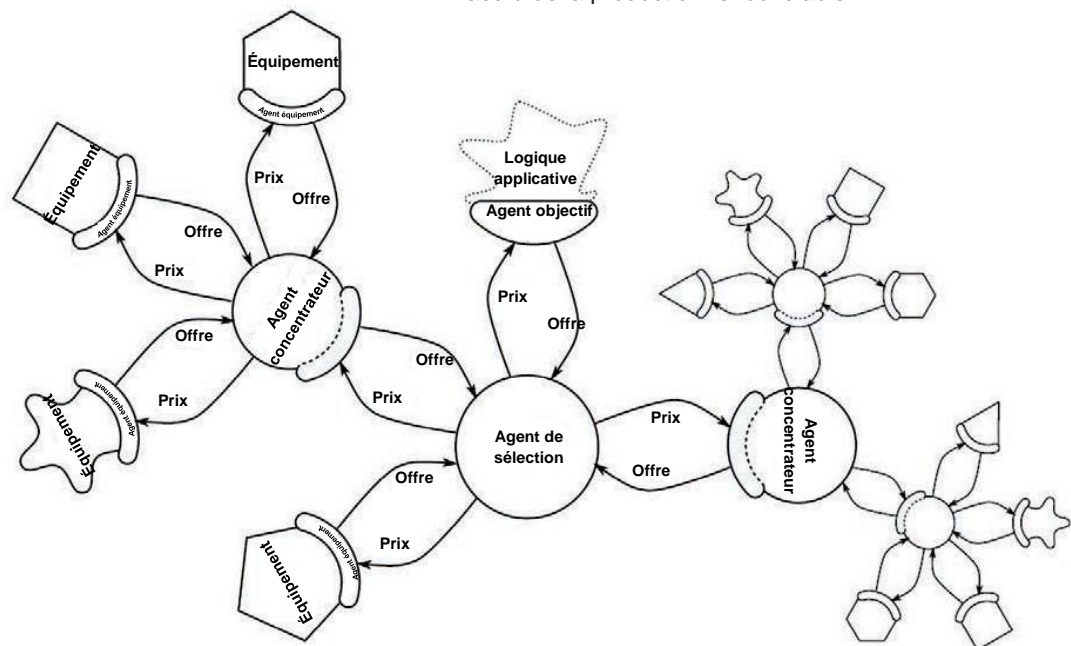 Équipement
Agent équipement
Prix
Offre
Équipement
Agent équipement
Offre
Prix
Agent
concentrateur
Offre
Prix
Équipement
Agent équipement
Offre
Prix
Logique
applicative
Agent objectif
Prix
Offre
Agent de
sélection
Prix
Offre
Agent
concentrateur
Offre
Prix
Équipement
Agent équipement